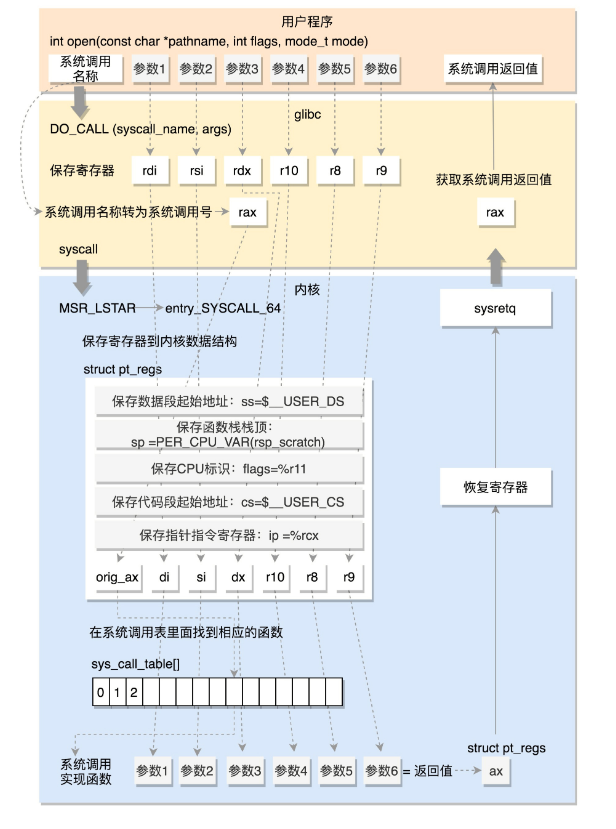 用户程序
int open(const char *pathname, int flags, mode_t mode)
系统调用
名称
参数1
参数2
参数3
参数4
参数5
参数6
系统调用返回值
glibc
DO_CALL (syscall_name, args)
保存寄存器
rdi
rsi
rdx
r10
r8
r9
获取系统调用返回值
系统调用名称转为系统调用号
rax
rax
syscall
内核
MSR_LSTAR
entry_SYSCALL_64
sysretq
保存寄存器到内核数据结构
struct pt_regs
保存数据段起始地址：ss=$__USER_DS
保存函数栈栈顶：
sp =PER_CPU_VAR(rsp_scratch)
保存CPU标识：flags=%r11
恢复寄存器
保存代码段起始地址：cs=$__USER_CS
保存指针指令寄存器：ip =%rcx
orig_ax
di
si
dx
r10
r8
r9
在系统调用表里面找到相应的函数
sys_call_table[]
0
1
2
struct pt_regs
系统调用
实现函数
参数1
参数2
参数3
参数4
参数5
参数6
= 返回值
ax